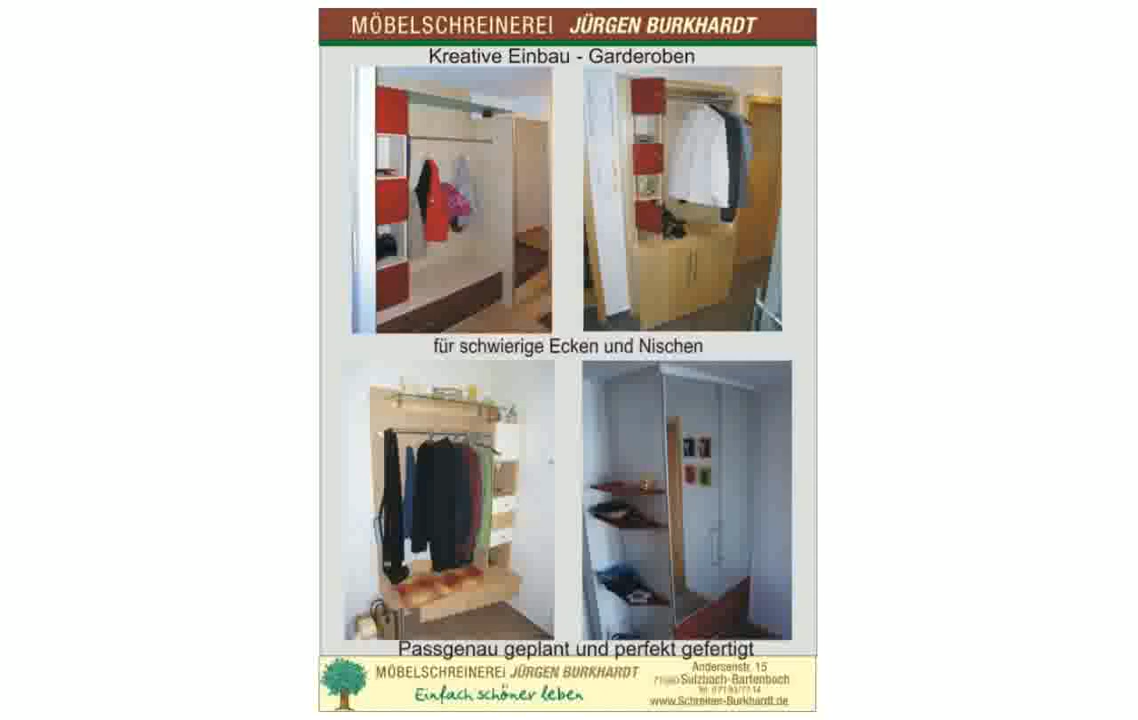 MÖBELSCHREINEREI JÜRGEN BURKHARDT
Kreative Einbau - Garderoben
für schwierige Ecken und Nischen
Passgenau geplant und perfekt gefertigt
MÖBELSCHREINEREI JÜRGEN BURKHARDT
Einfach schöner leben
Andersenstr. 15
Sulzbach-Bartenbach
www.Schreiner-Burkhardt.de